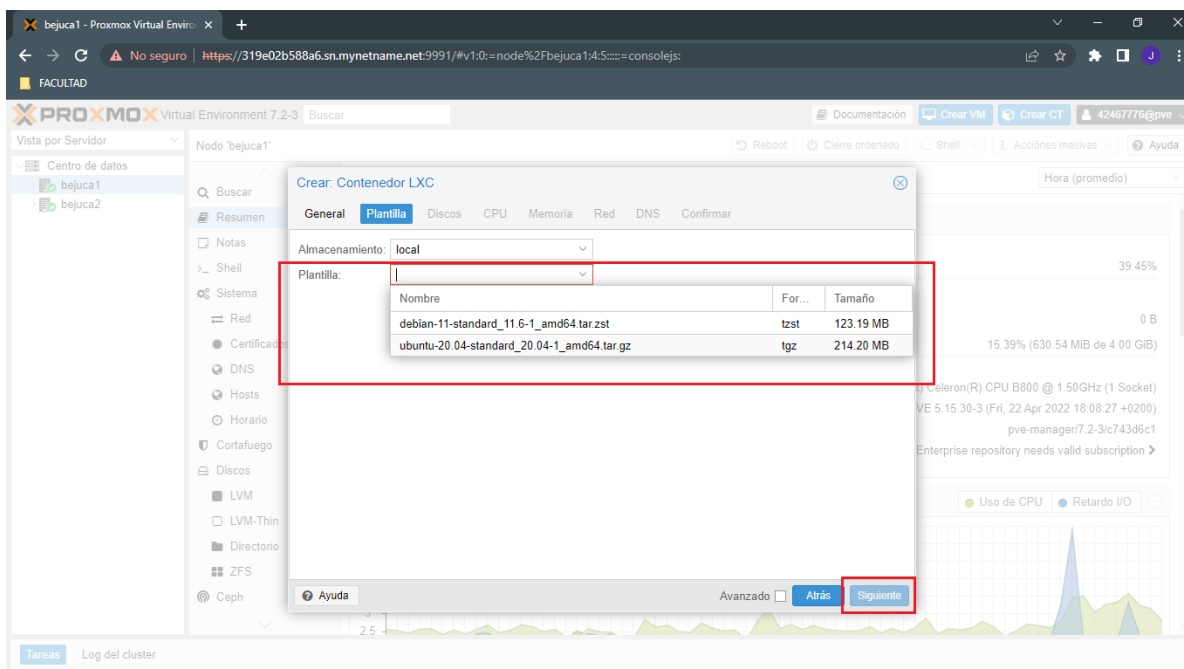 bejuca1 - Proxmox Virtual Enviro
No seguro https://319e02b588a6.sn.mynetname.net:9991/#v1:0:=node%2Fbejuca1:4:5:::::=consolejs:
J
FACULTAD
PROXMOX Virtual Environment 7.2-3 Buscar Documentación Crear VM Crear CT 42467776@pve
Vista por Servidor Nodo 'bejuca1' Reboot Cierre ordenado >_ Shell Acciónes masivas Ayuda
Centro de datos
bejuca1
bejuca2
Buscar
Resumen
Notas
>_ Shell
Sistema
Red
Certificados
DNS
Hosts
Horario
Cortafuego
Discos
LVM
LVM-Thin
Directorio
ZFS
Ceph
Hora (promedio)
39.45%
0 B
15.39% (630.54 MiB de 4.00 GiB)
Celeron(R) CPU B800 @ 1.50GHz (1 Socket)
5.15.30-3 (Fri, 22 Apr 2022 18:08:27 +0200)
pve-manager/7.2-3/c743d6c1
Enterprise repository needs valid subscription
Uso de CPU Retardo I/O
2.5
Crear: Contenedor LXC
General Plantilla Discos CPU Memoria Red DNS Confirmar
Almacenamiento: local
Plantilla:
Nombre For... Tamaño
debian-11-standard_11.6-1_amd64.tar.zst tzst 123.19 MB
ubuntu-20.04-standard_20.04-1_amd64.tar.gz tgz 214.20 MB
Ayuda Avanzado Atrás Siguiente
Tareas Log del cluster